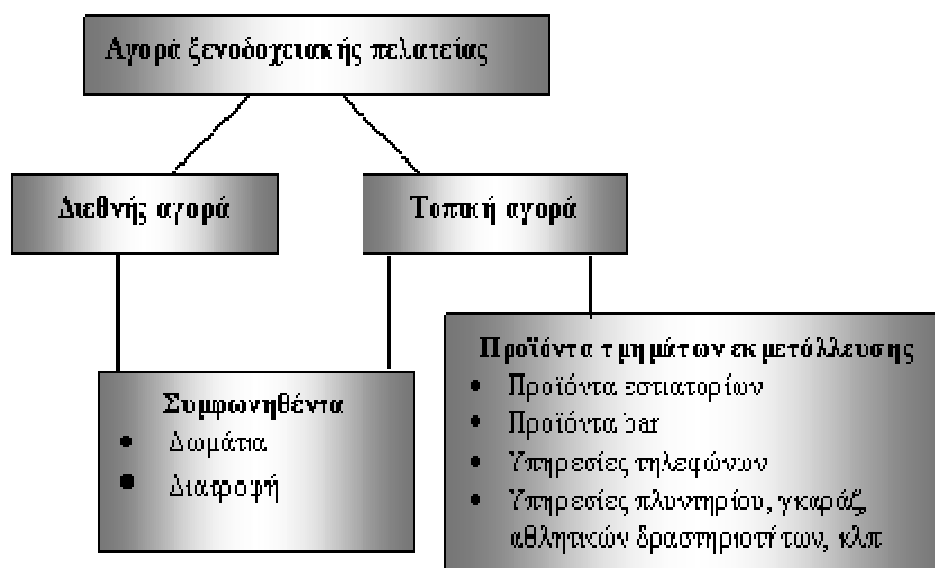 Αγορά ξενοδοχειακής πελατείας
Διεθνής αγορά
Τοπική αγορά
Συμφωνηθέντα
• Δωμάτια
• Διατροφή
Προϊόντα τμημάτων εκμετόλλευσης
• Προϊόντα εστιατορίων
• Προϊόντα bar
• Υπηρεσίες τηλεφώνων
• Υπηρεσίες πλυντηρίου, γκαράζ,
αθλητικών δραστηριοτήτων, κλπ